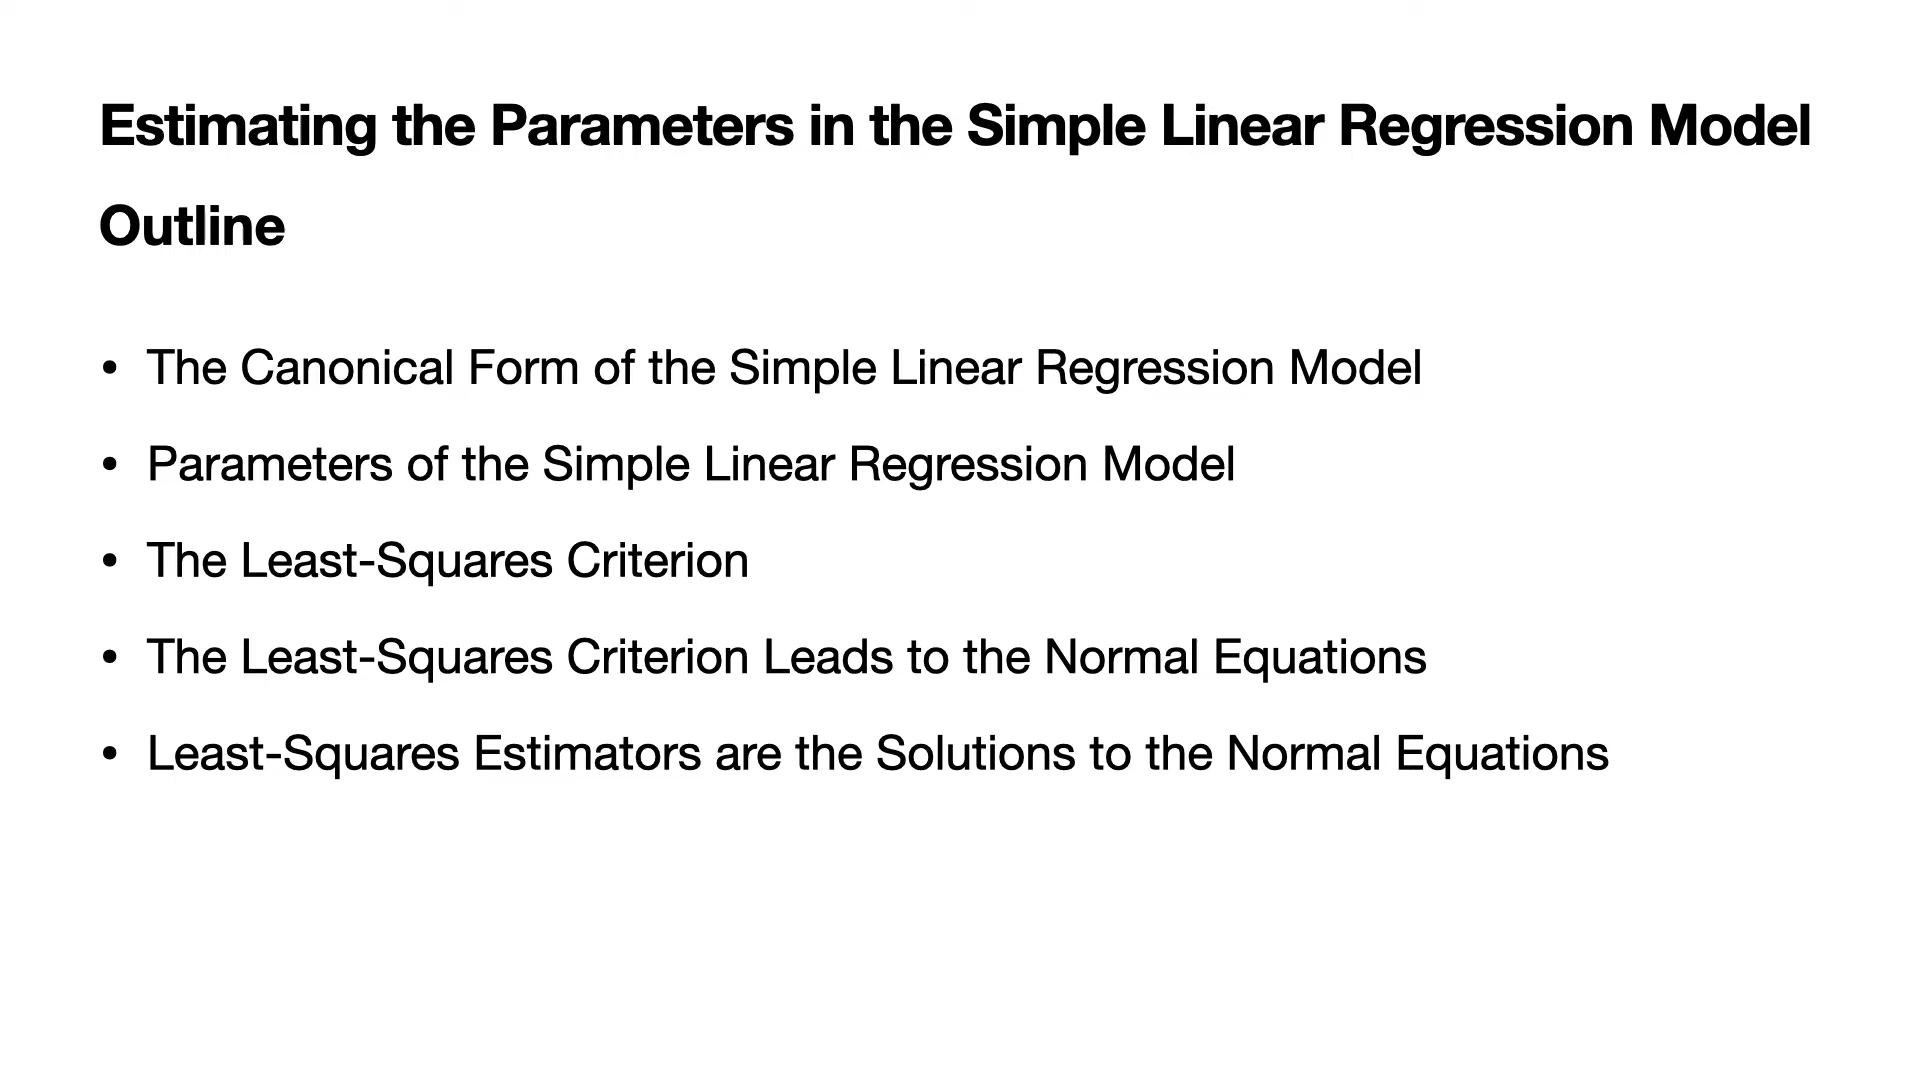 Estimating the Parameters in the Simple Linear Regression Model
Outline
• The Canonical Form of the Simple Linear Regression Model
• Parameters of the Simple Linear Regression Model
• The Least-Squares Criterion
• The Least-Squares Criterion Leads to the Normal Equations
• Least-Squares Estimators are the Solutions to the Normal Equations